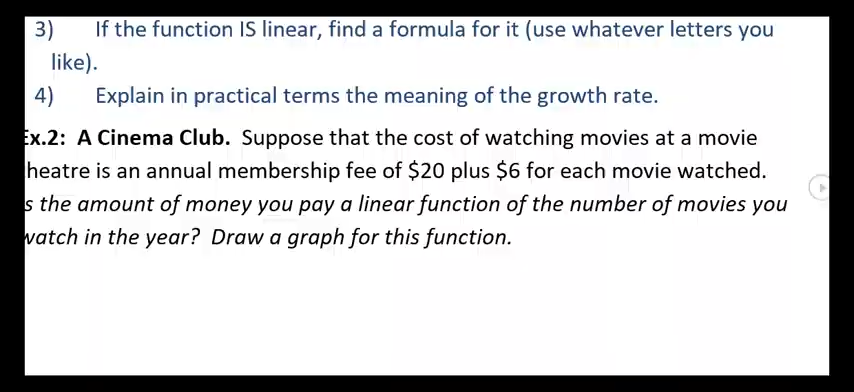 3) If the function IS linear, find a formula for it (use whatever letters you
like).
4) Explain in practical terms the meaning of the growth rate.
Ex.2: A Cinema Club. Suppose that the cost of watching movies at a movie
heatre is an annual membership fee of $20 plus $6 for each movie watched.
s the amount of money you pay a linear function of the number of movies you
watch in the year? Draw a graph for this function.